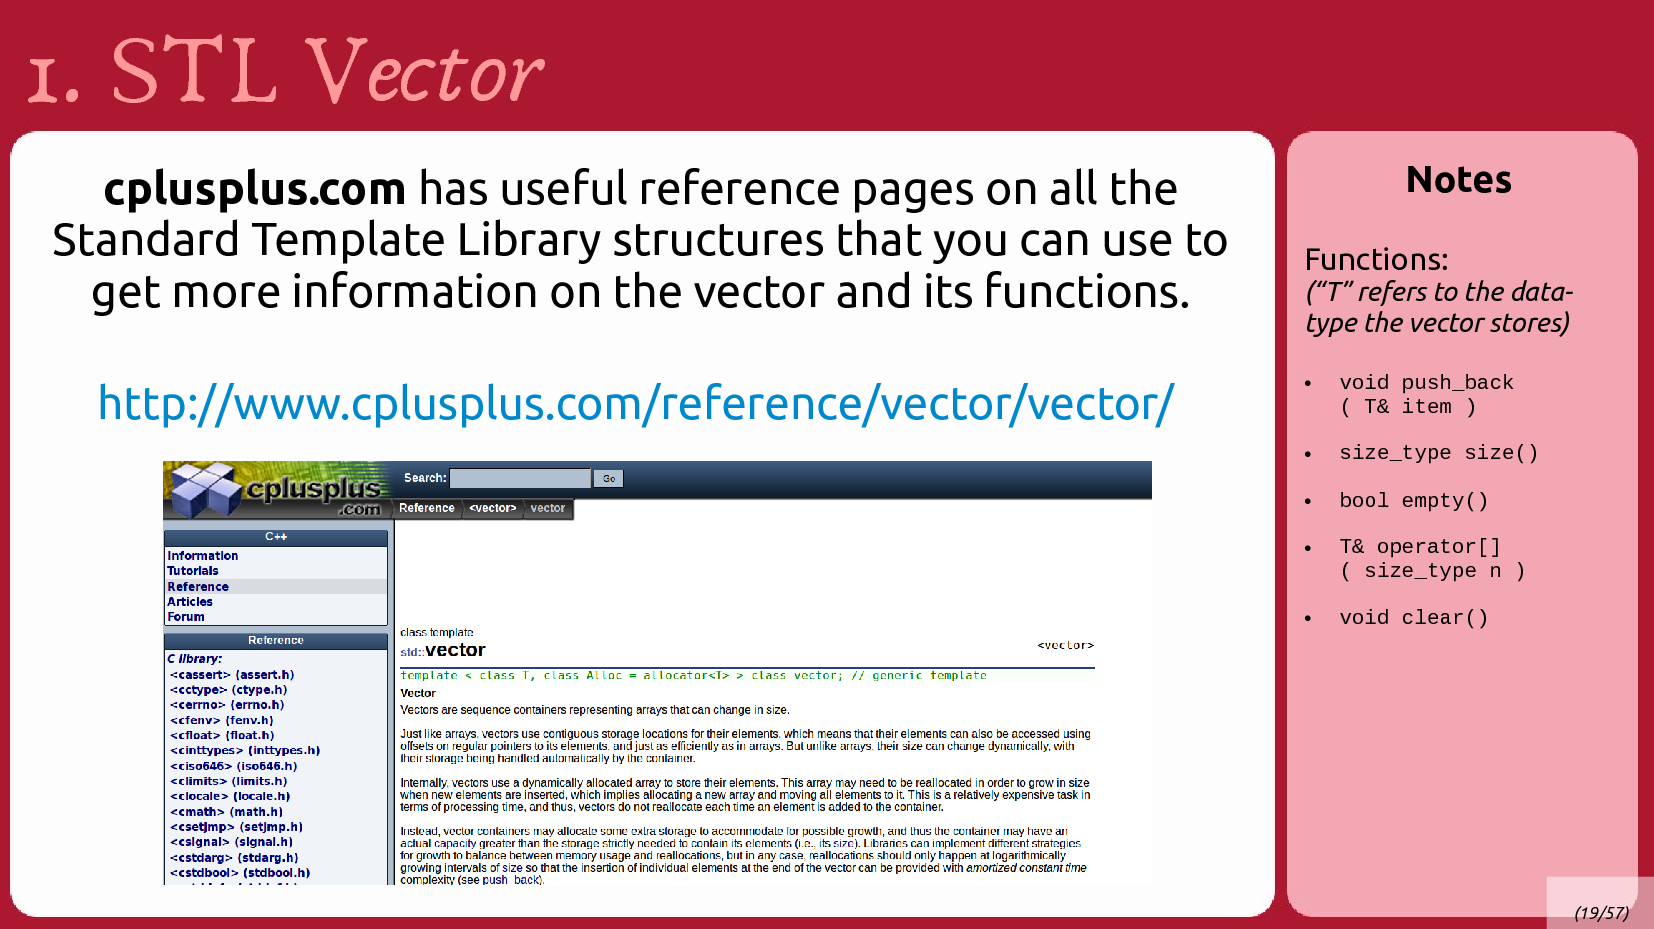 1. STL Vector
cplusplus.com has useful reference pages on all the
Standard Template Library structures that you can use to
get more information on the vector and its functions.
http://www.cplusplus.com/reference/vector/vector/
cplusplus
.com
Search:
Go
Reference <vector> vector
C++
Information
Tutorials
Reference
Articles
Forum
Reference
C library:
<cassert> (assert.h)
<cctype> (ctype.h)
<cerrno> (errno.h)
<cfenv> (fenv.h)
<cfloat> (float.h)
<cinttypes> (inttypes.h)
<ciso646> (iso646.h)
<climits> (limits.h)
<clocale> (locale.h)
<cmath> (math.h)
<csetjmp> (setjmp.h)
<csignal> (signal.h)
<cstdarg> (stdarg.h)
<cstdbool> (stdbool.h)
class template
std::vector
<vector>
template < class T, class Alloc = allocator<T> > class vector; // generic template
Vector
Vectors are sequence containers representing arrays that can change in size.
Just like arrays, vectors use contiguous storage locations for their elements, which means that their elements can also be accessed using
offsets on regular pointers to its elements, and just as efficiently as in arrays. But unlike arrays, their size can change dynamically, with
their storage being handled automatically by the container.
Internally, vectors use a dynamically allocated array to store their elements. This array may need to be reallocated in order to grow in size
when new elements are inserted, which implies allocating a new array and moving all elements to it. This is a relatively expensive task in
terms of processing time, and thus, vectors do not reallocate each time an element is added to the container.
Instead, vector containers may allocate some extra storage to accommodate for possible growth, and thus the container may have an
actual capacity greater than the storage strictly needed to contain its elements (i.e., its size). Libraries can implement different strategies
for growth to balance between memory usage and reallocations, but in any case, reallocations should only happen at logarithmically
growing intervals of size so that the insertion of individual elements at the end of the vector can be provided with amortized constant time
complexity (see push_back).
Notes
Functions:
(“T” refers to the data-
type the vector stores)
• void push_back
( T& item )
• size_type size()
• bool empty()
• T& operator[]
( size_type n )
• void clear()
(19/57)